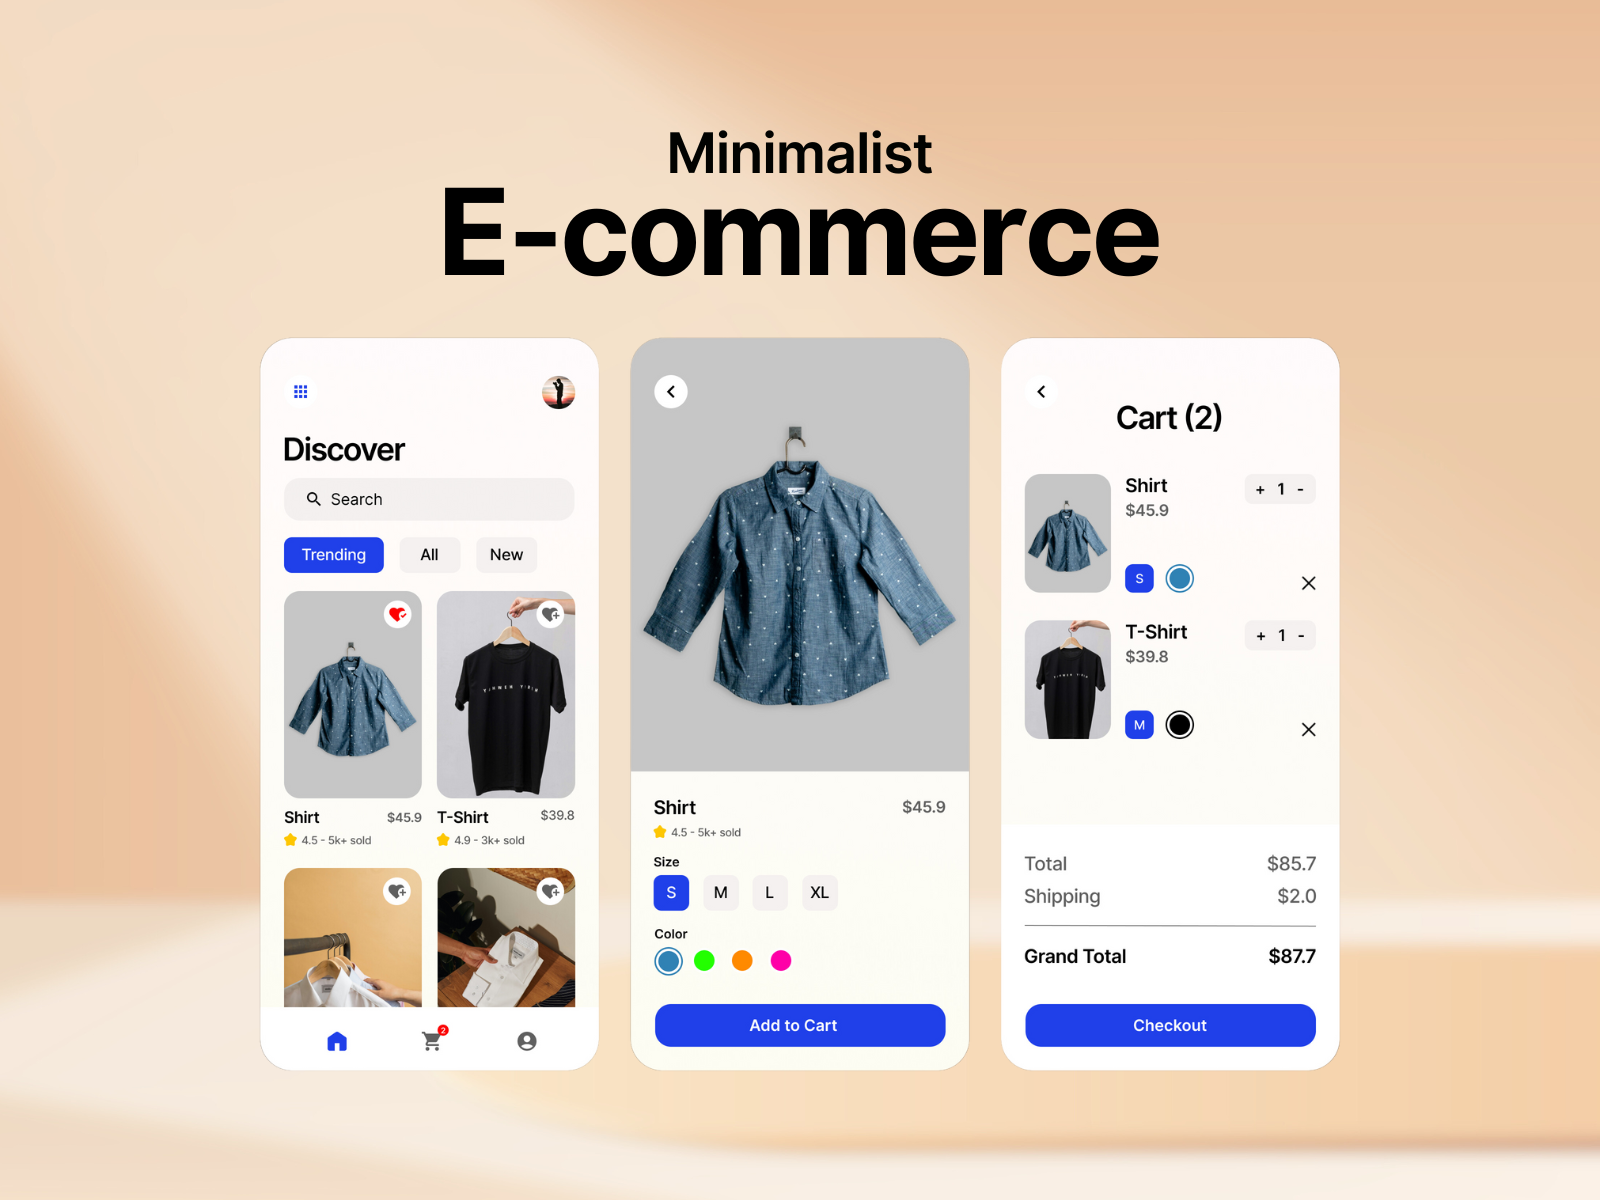 Minimalist
E-commerce
Discover
Search
Trending
All
New
Shirt
$45.9
4.5 - 5k+ sold
T-Shirt
$39.8
4.9 - 3k+ sold
2
Shirt
$45.9
4.5 - 5k+ sold
Size
S
M
L
XL
Color
Add to Cart
Cart (2)
Shirt
+ 1 -
$45.9
S
T-Shirt
+ 1 -
$39.8
M
Total
$85.7
Shipping
$2.0
Grand Total
$87.7
Checkout